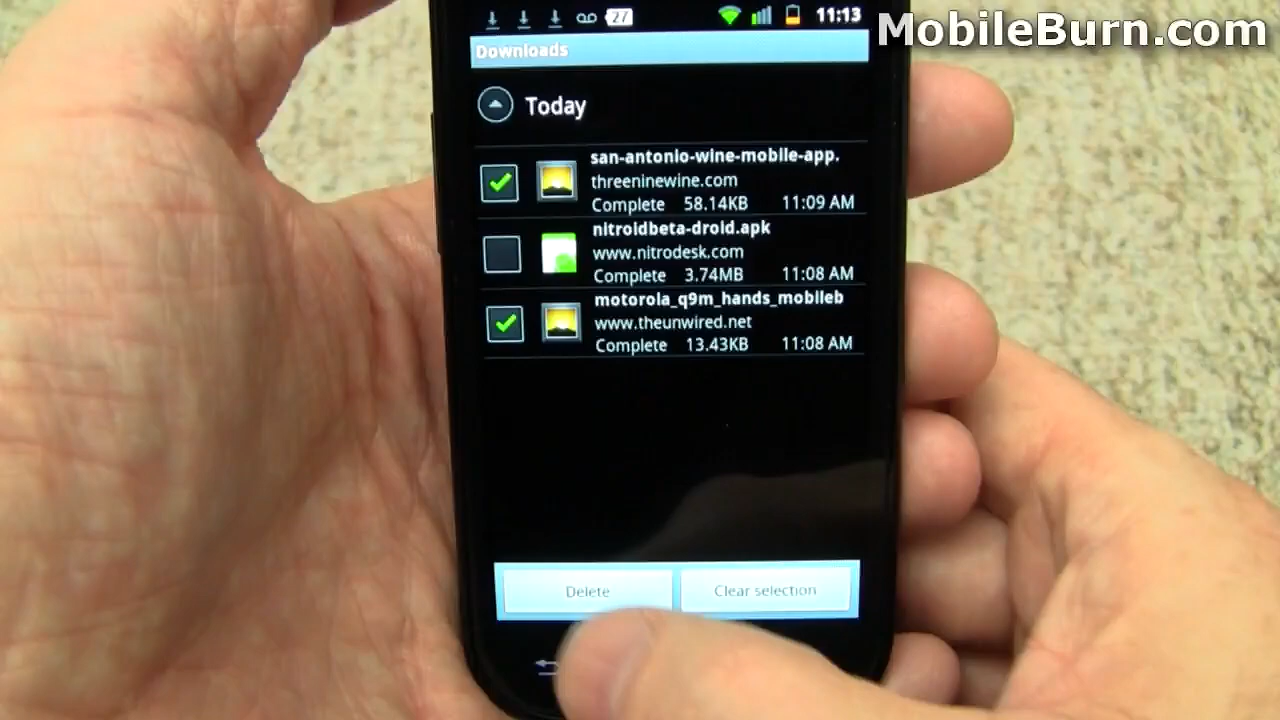 27
11:13
MobileBurn.com
Downloads
Today
san-antonio-wine-mobile-app.
threeninewine.com
Complete 58.14KB 11:09 AM
nitroidbeta-droid.apk
www.nitrodesk.com
Complete 3.74MB 11:08 AM
motorola_q9m_hands_mobileb
www.theunwired.net
Complete 13.43KB 11:08 AM
Delete
Clear selection